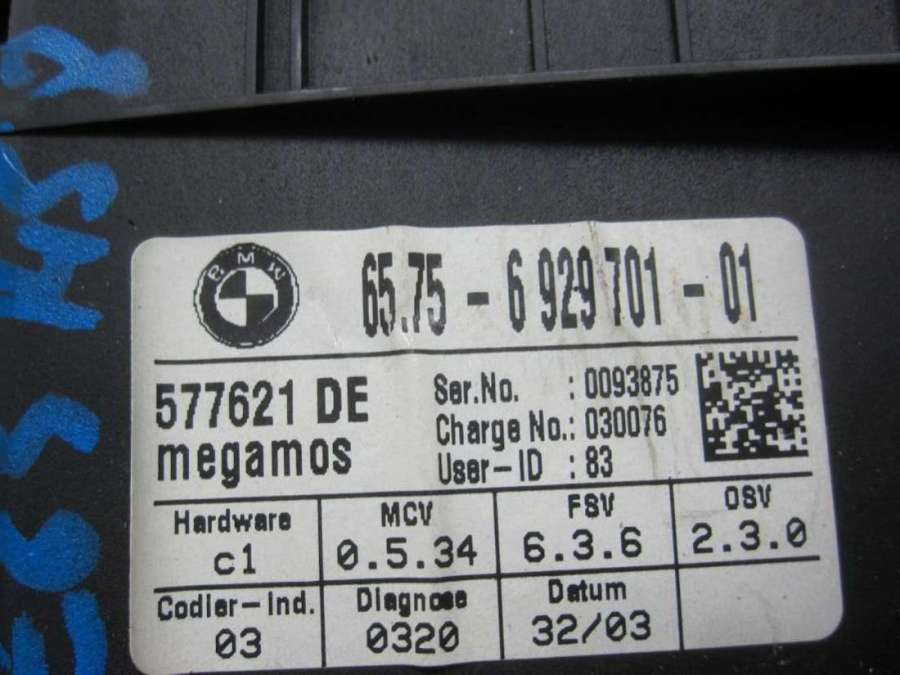 BMW
65.75 - 6 929 701 - 01
577621 DE
megamos
Ser.No. : 0093875
Charge No.: 030076
User-ID : 83
Hardware MCV FSV OSV
c1 0.5.34 6.3.6 2.3.0
Codier-Ind. Diagnose Datum
03 0320 32/03